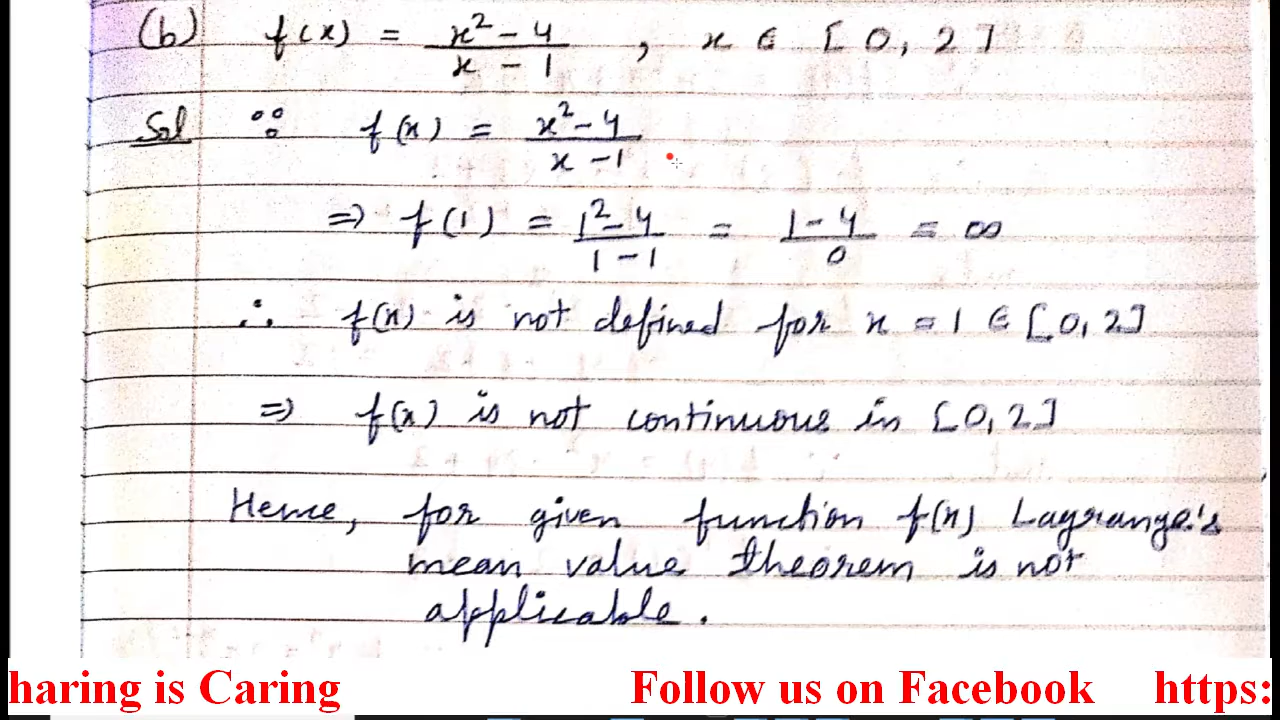 (b) f(x) = x² - 4 / x - 1 , x ∈ [0, 2]
Sol ∵ f(x) = x² - 4 / x - 1
⇒ f(1) = 1² - 4 / 1 - 1 = 1 - 4 / 0 = ∞
∴ f(x) is not defined for x = 1 ∈ [0, 2]
⇒ f(x) is not continuous in [0, 2]
Hence, for given function f(x) Lagrange's
mean value theorem is not
applicable.
haring is Caring Follow us on Facebook https: